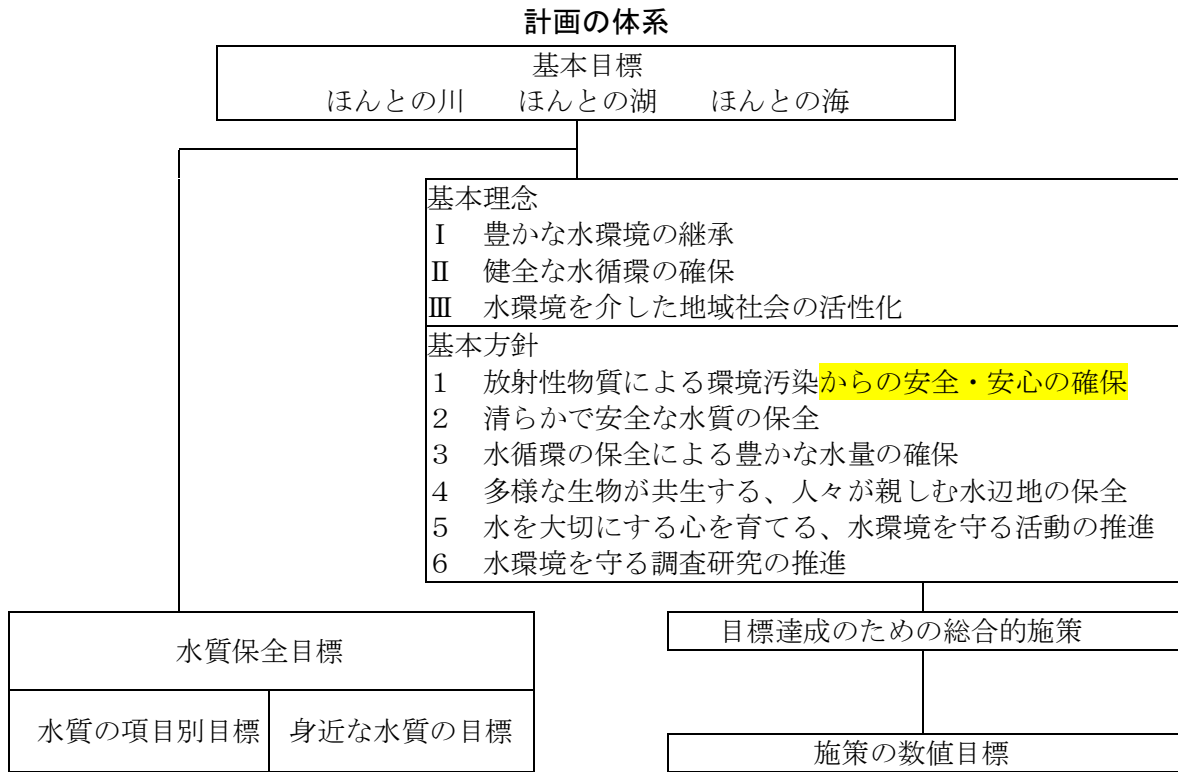 計画の体系
基本目標
ほんとの川　　ほんとの湖　　ほんとの海
基本理念
Ⅰ　豊かな水環境の継承
Ⅱ　健全な水循環の確保
Ⅲ　水環境を介した地域社会の活性化
基本方針
１　放射性物質による環境汚染からの安全・安心の確保
２　清らかで安全な水質の保全
３　水循環の保全による豊かな水量の確保
４　多様な生物が共生する、人々が親しむ水辺地の保全
５　水を大切にする心を育てる、水環境を守る活動の推進
６　水環境を守る調査研究の推進
水質保全目標
水質の項目別目標
身近な水質の目標
目標達成のための総合的施策
施策の数値目標